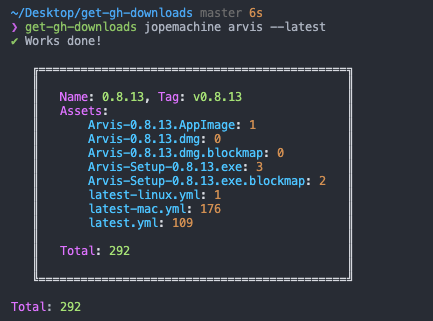 ~/Desktop/get-gh-downloads master 6s
❯ get-gh-downloads jopemachine arvis --latest
✔ Works done!
Name: 0.8.13, Tag: v0.8.13
Assets:
Arvis-0.8.13.AppImage: 1
Arvis-0.8.13.dmg: 0
Arvis-0.8.13.dmg.blockmap: 0
Arvis-Setup-0.8.13.exe: 3
Arvis-Setup-0.8.13.exe.blockmap: 2
latest-linux.yml: 1
latest-mac.yml: 176
latest.yml: 109
Total: 292
Total: 292